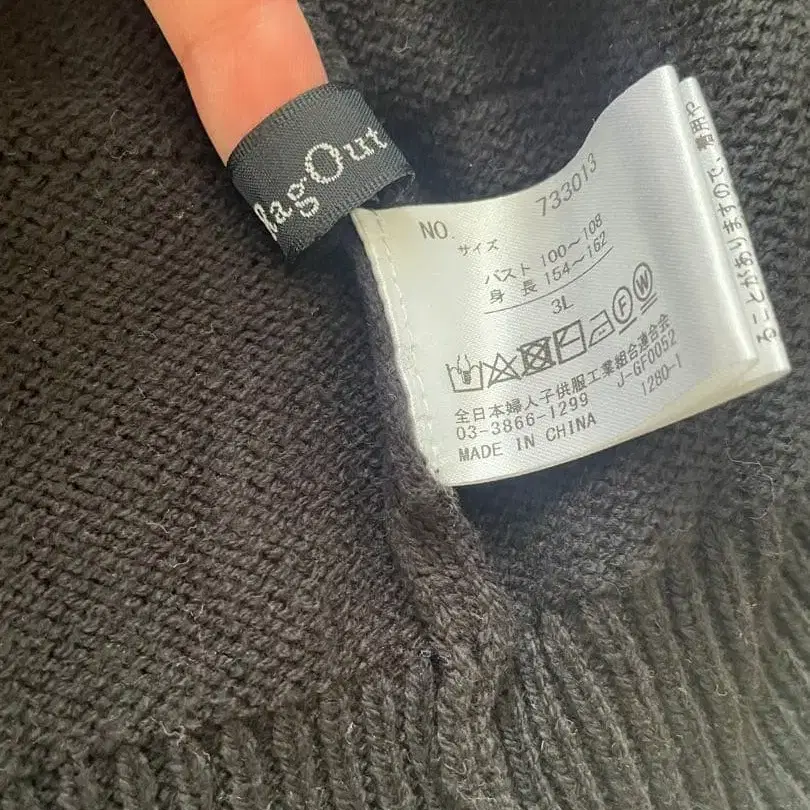 agOut
NO. 733013
サイズ
バスト 100~108
身 長 154~162
3L
F W
全日本婦人子供服工業組合連合会
03-3866-1299 J-GF0052
MADE IN CHINA 1280-1
ることがありますので、着用や